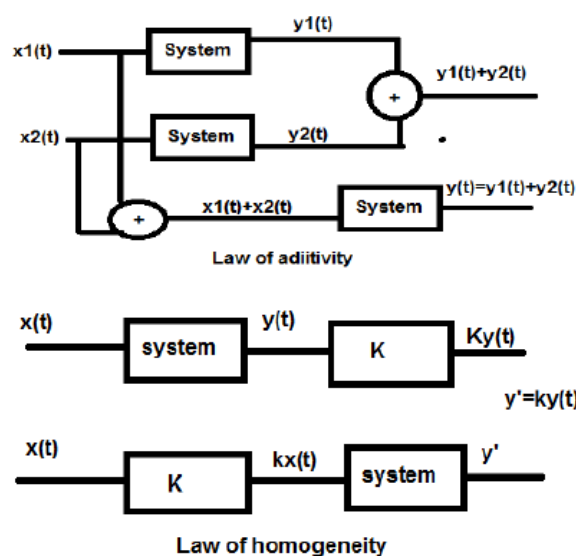 x1(t) System y1(t) y1(t)+y2(t)
+
x2(t) System y2(t)
+ x1(t)+x2(t) System y(t)=y1(t)+y2(t)
Law of adiitivity
x(t) system y(t) K Ky(t)
y'=ky(t)
x(t) K kx(t) system y'
Law of homogeneity